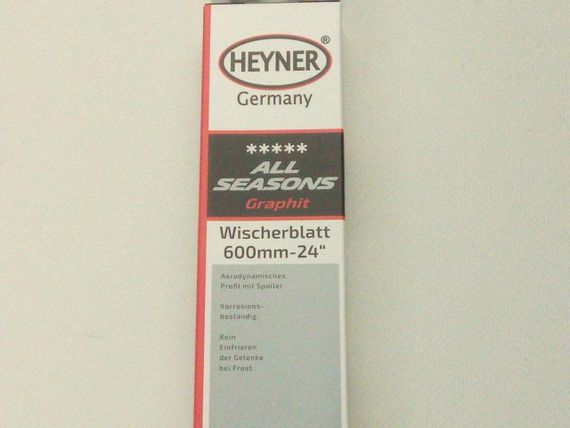 HEYNER®
Germany
*****
ALL
SEASONS
Graphit
Wischerblatt
600mm-24“
Aerodynamisches
Profil mit Spoiler
Korrosions-
beständig
Kein
Einfrieren
der Gelenke
bei Frost